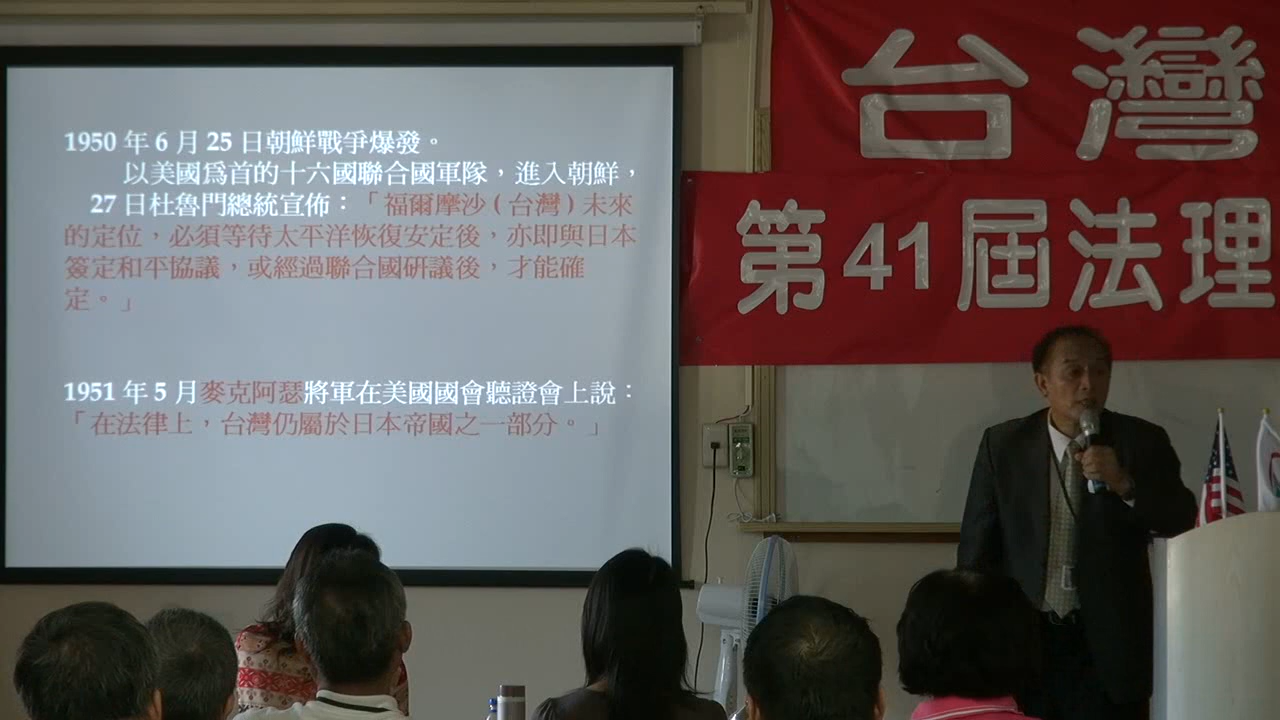 1950 年 6 月 25 日朝鮮戰爭爆發。
以美國爲首的十六國聯合國軍隊，進入朝鮮，
27 日杜魯門總統宣佈：「福爾摩沙 ( 台灣 ) 未來
的定位，必須等待太平洋恢復安定後，亦即與日本
簽定和平協議，或經過聯合國研議後，才能確
定。」
1951 年 5 月麥克阿瑟將軍在美國國會聽證會上說：
「在法律上，台灣仍屬於日本帝國之一部分。」
台灣
第41屆法理